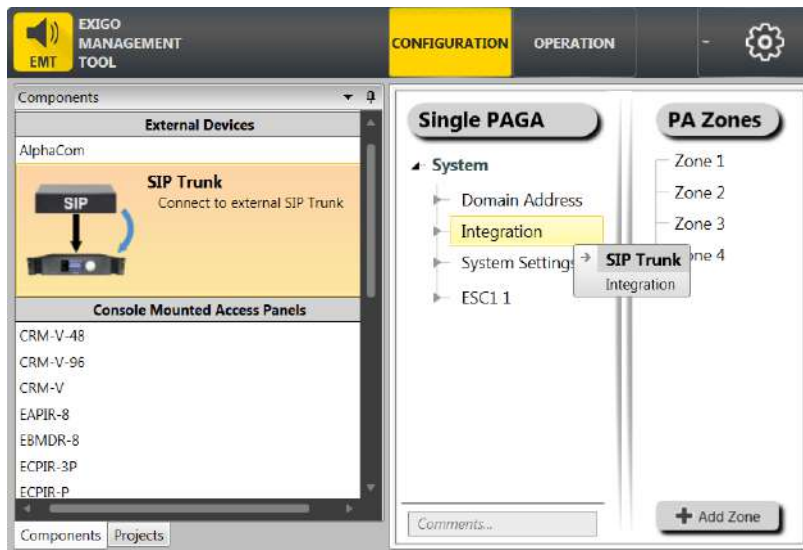 EXIGO
MANAGEMENT
TOOL
EMT
CONFIGURATION
OPERATION
-
Components
External Devices
AlphaCom
SIP Trunk
Connect to external SIP Trunk
SIP
Console Mounted Access Panels
CRM-V-48
CRM-V-96
CRM-V
EAPIR-8
EBMDR-8
ECPIR-3P
ECPIR-P
Components
Projects
Single PAGA
System
Domain Address
Integration
System Settings
ESC1 1
SIP Trunk
Integration
Comments...
PA Zones
Zone 1
Zone 2
Zone 3
one 4
Add Zone